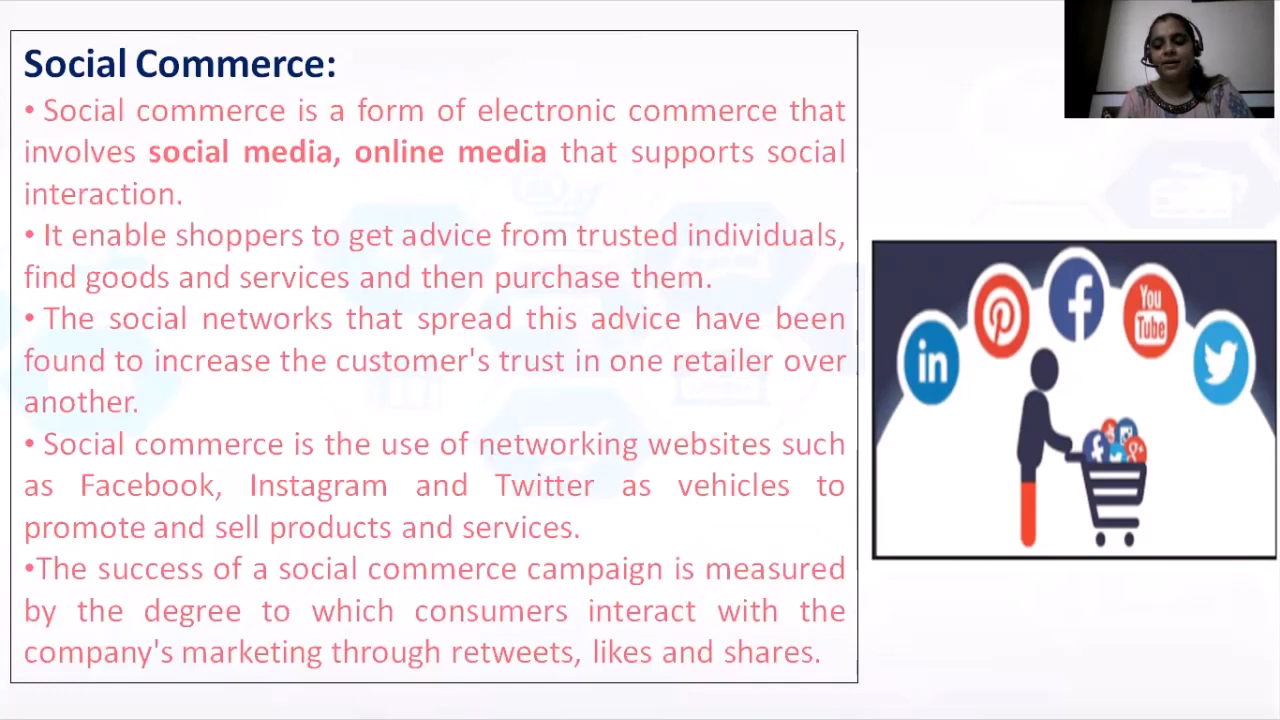 Social Commerce:
• Social commerce is a form of electronic commerce that
involves social media, online media that supports social
interaction.
• It enable shoppers to get advice from trusted individuals,
find goods and services and then purchase them.
• The social networks that spread this advice have been
found to increase the customer's trust in one retailer over
another.
• Social commerce is the use of networking websites such
as Facebook, Instagram and Twitter as vehicles to
promote and sell products and services.
•The success of a social commerce campaign is measured
by the degree to which consumers interact with the
company's marketing through retweets, likes and shares.
in
You
Tube